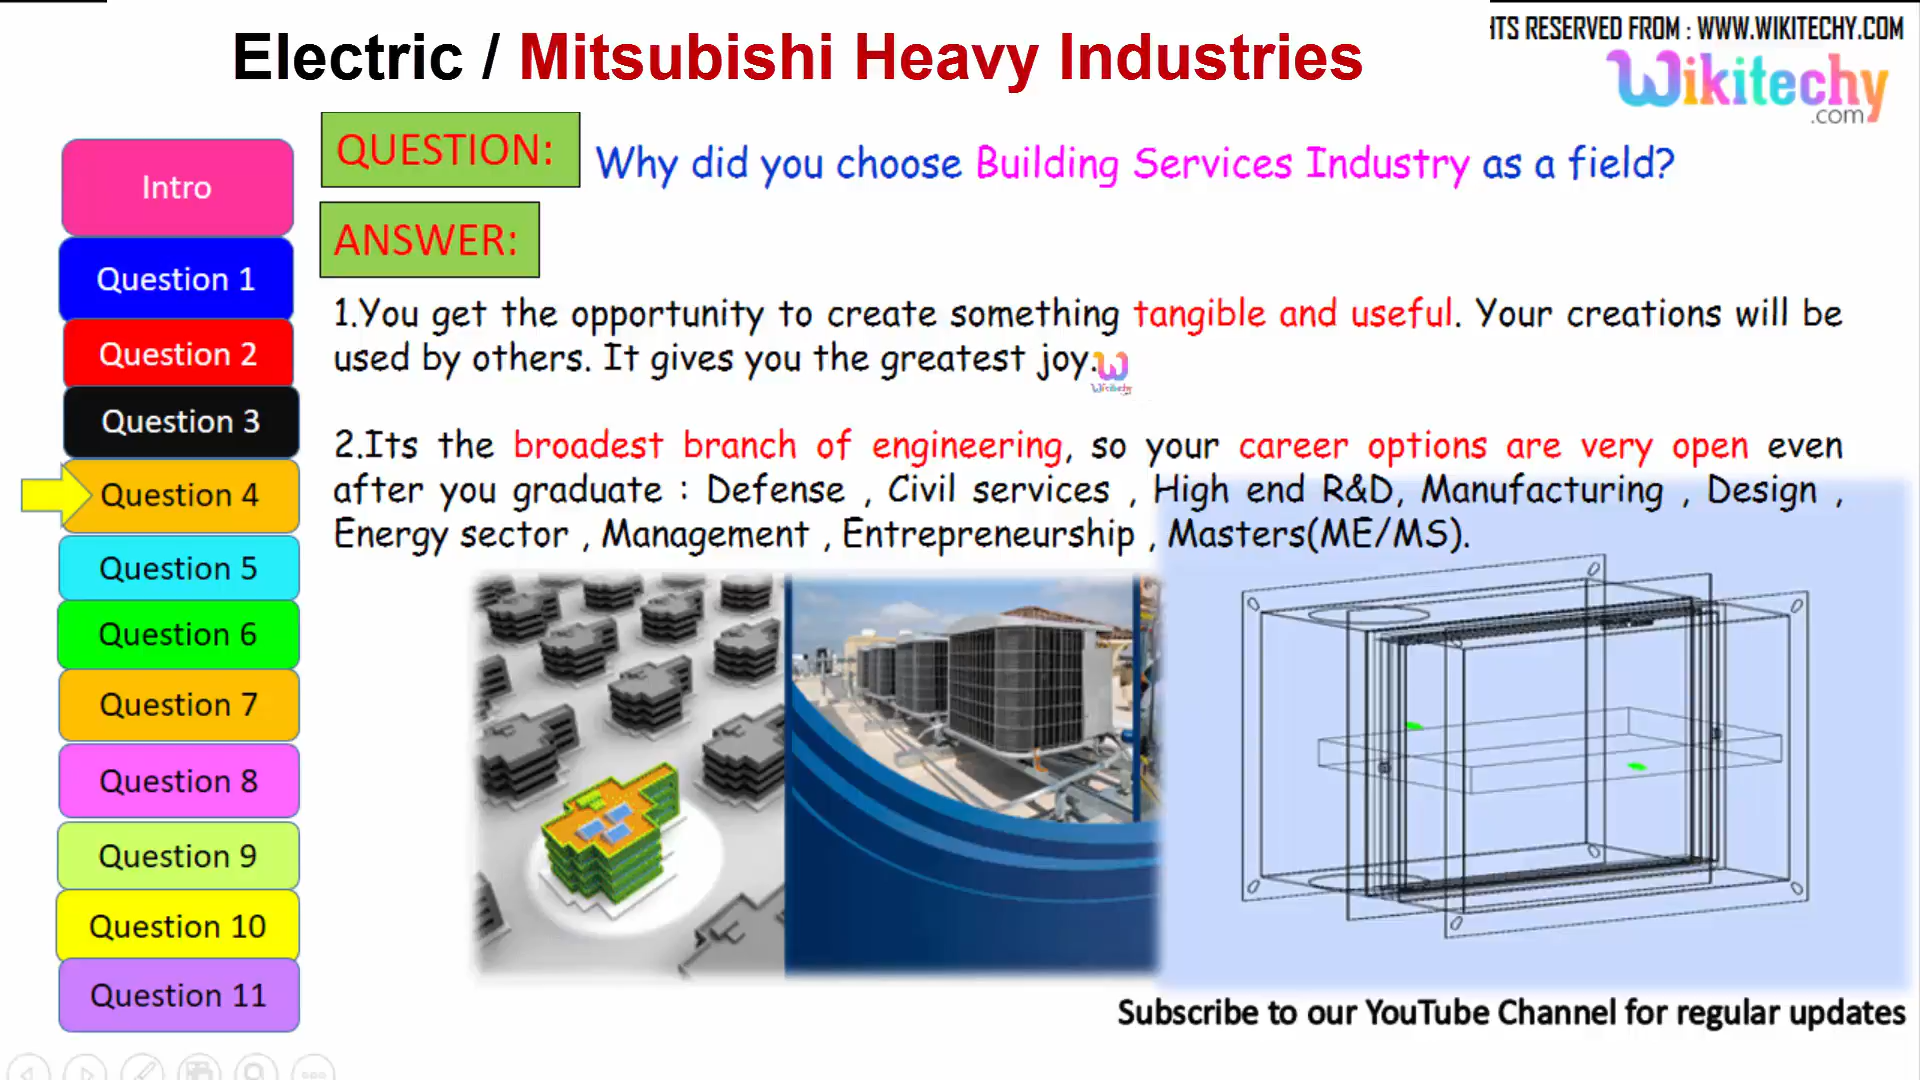 HTS RESERVED FROM : WWW.WIKITECHY.COM
Electric / Mitsubishi Heavy Industries
Wikitechy
.com
QUESTION:
Why did you choose Building Services Industry as a field?
ANSWER:
1.You get the opportunity to create something tangible and useful. Your creations will be
used by others. It gives you the greatest joy.
Wikitechy
2.Its the broadest branch of engineering, so your career options are very open even
after you graduate : Defense , Civil services , High end R&D, Manufacturing , Design ,
Energy sector , Management , Entrepreneurship , Masters(ME/MS).
Intro
Question 1
Question 2
Question 3
Question 4
Question 5
Question 6
Question 7
Question 8
Question 9
Question 10
Question 11
Subscribe to our YouTube Channel for regular updates